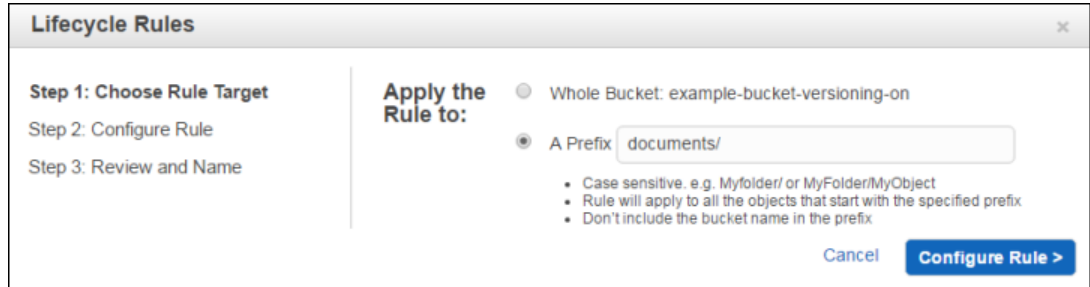 Lifecycle Rules
×
Step 1: Choose Rule Target
Step 2: Configure Rule
Step 3: Review and Name
Apply the
Rule to:
Whole Bucket: example-bucket-versioning-on
A Prefix documents/
• Case sensitive. e.g. Myfolder/ or MyFolder/MyObject
• Rule will apply to all the objects that start with the specified prefix
• Don't include the bucket name in the prefix
Cancel Configure Rule >